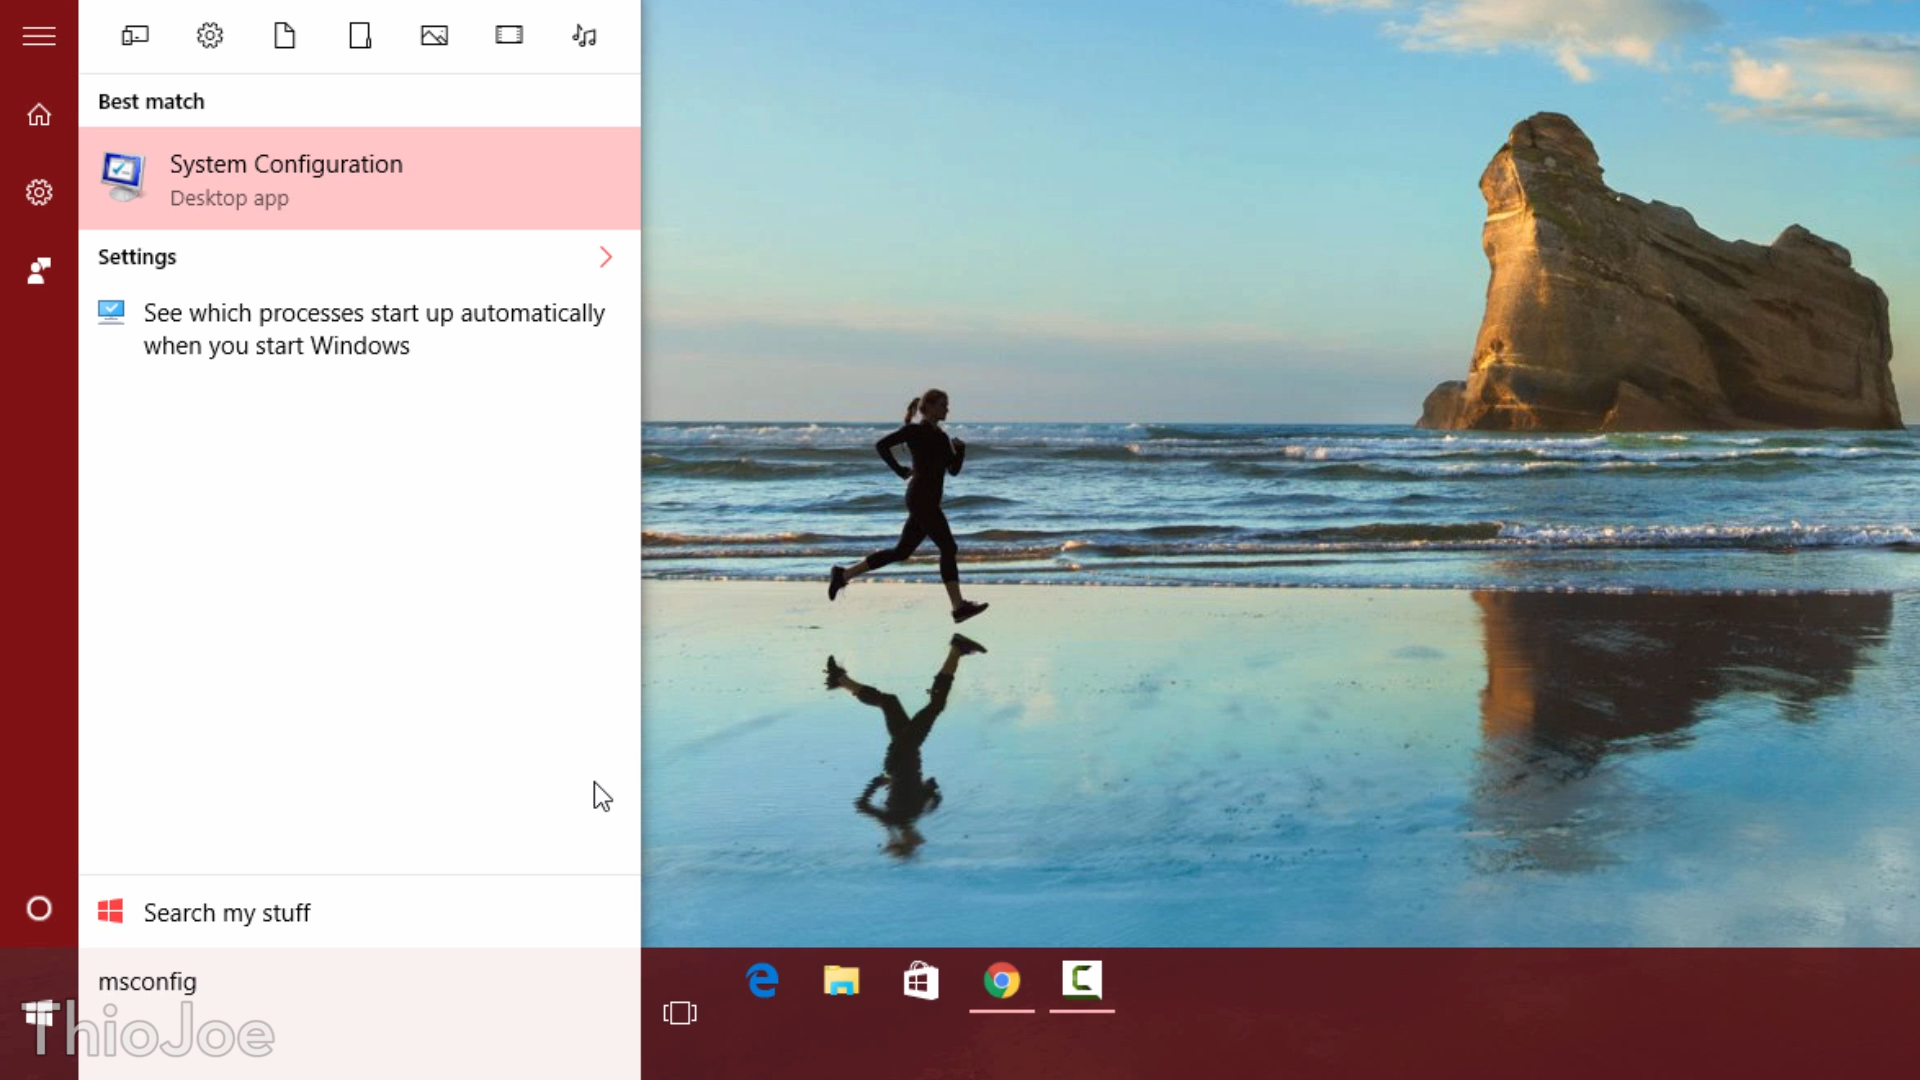 Best match
System Configuration
Desktop app
Settings
See which processes start up automatically
when you start Windows
Search my stuff
msconfig
ThioJoe